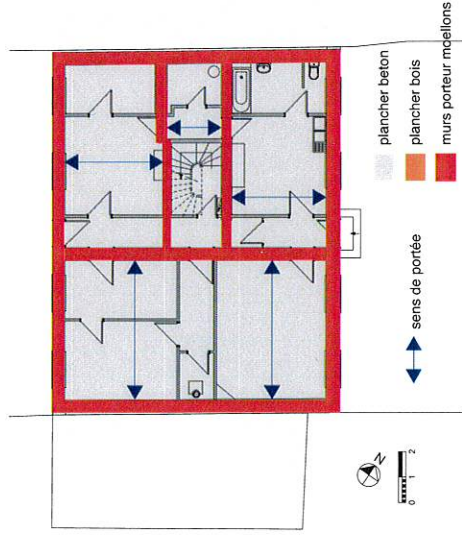 plancher beton
plancher bois
murs porteur moellons
sens de portée
N
0 1 2